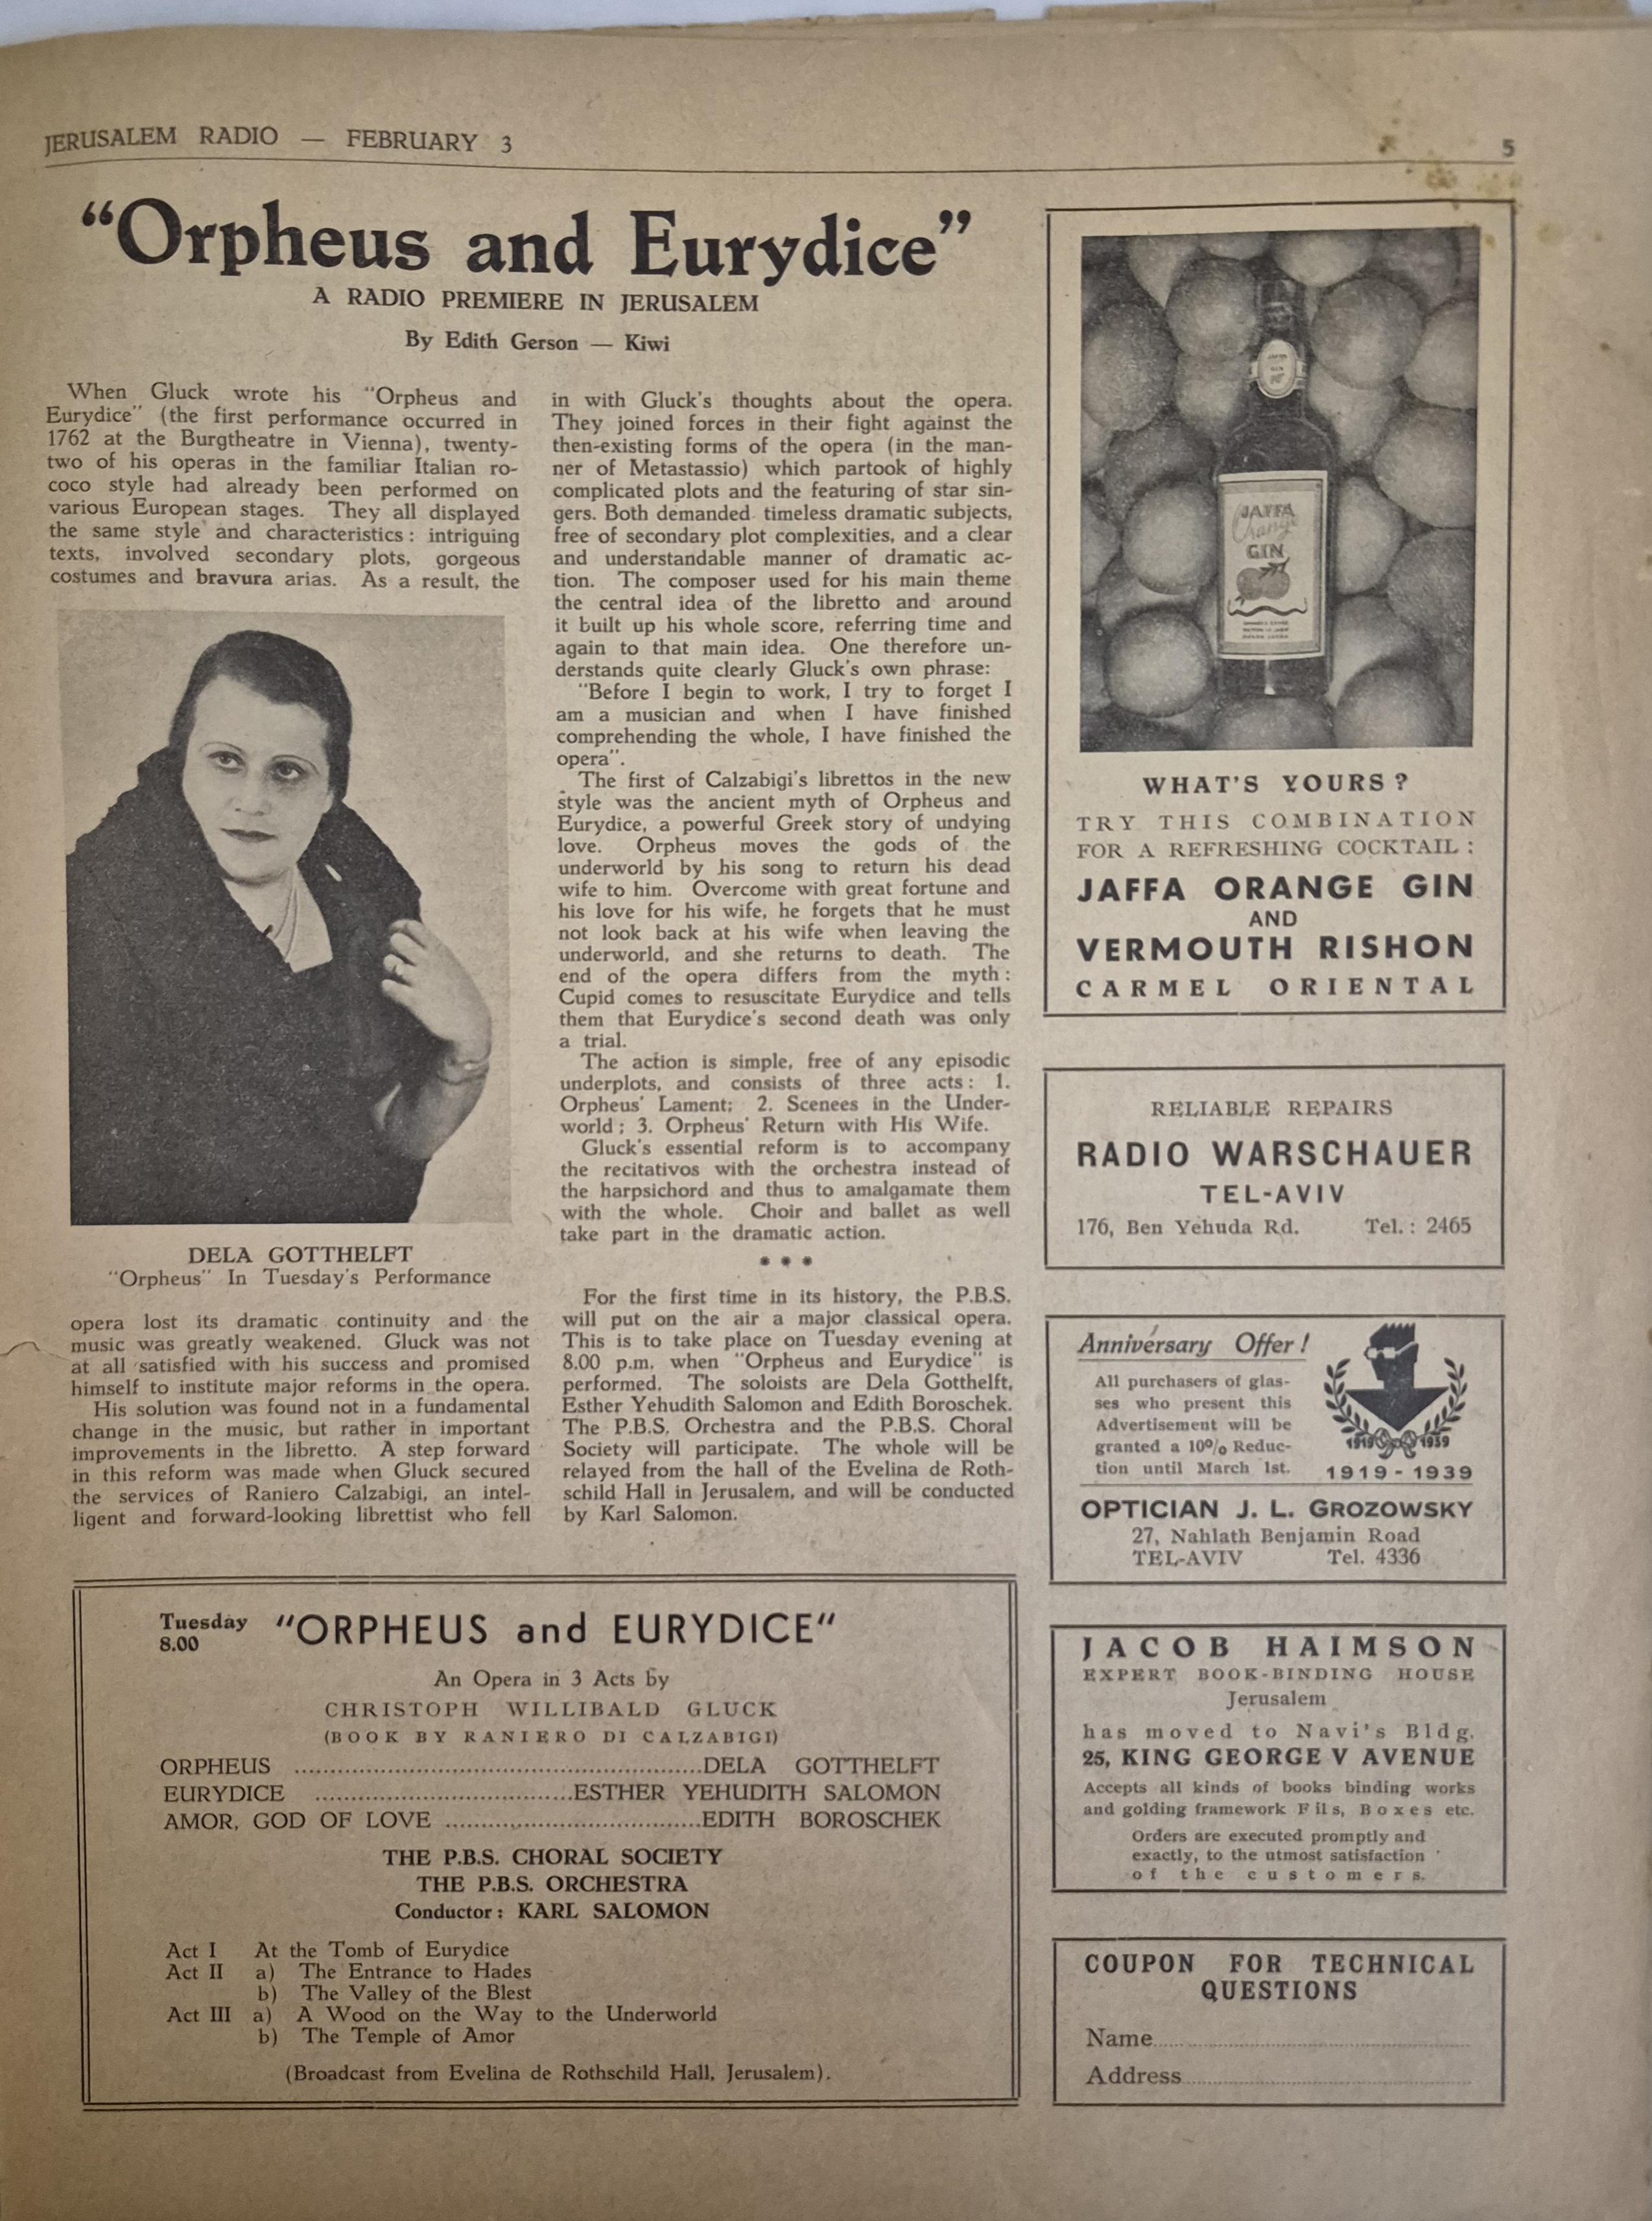 JERUSALEM RADIO — FEBRUARY 3
5
“Orpheus and Eurydice”
A RADIO PREMIERE IN JERUSALEM
By Edith Gerson — Kiwi
When Gluck wrote his “Orpheus and
Eurydice” (the first performance occurred in
1762 at the Burgtheatre in Vienna), twenty-
two of his operas in the familiar Italian ro-
coco style had already been performed on
various European stages. They all displayed
the same style and characteristics: intriguing
texts, involved secondary plots, gorgeous
costumes and bravura arias. As a result, the
DELA GOTTHELFT
“Orpheus” In Tuesday's Performance
opera lost its dramatic continuity and the
music was greatly weakened. Gluck was not
at all satisfied with his success and promised
himself to institute major reforms in the opera.
His solution was found not in a fundamental
change in the music, but rather in important
improvements in the libretto. A step forward
in this reform was made when Gluck secured
the services of Raniero Calzabigi, an intel-
ligent and forward-looking librettist who fell
in with Gluck's thoughts about the opera.
They joined forces in their fight against the
then-existing forms of the opera (in the man-
ner of Metastassio) which partook of highly
complicated plots and the featuring of star sin-
gers. Both demanded timeless dramatic subjects,
free of secondary plot complexities, and a clear
and understandable manner of dramatic ac-
tion. The composer used for his main theme
the central idea of the libretto and around
it built up his whole score, referring time and
again to that main idea. One therefore un-
derstands quite clearly Gluck's own phrase:
“Before I begin to work, I try to forget I
am a musician and when I have finished
comprehending the whole, I have finished the
opera”.
The first of Calzabigi's librettos in the new
style was the ancient myth of Orpheus and
Eurydice, a powerful Greek story of undying
love. Orpheus moves the gods of the
underworld by his song to return his dead
wife to him. Overcome with great fortune and
his love for his wife, he forgets that he must
not look back at his wife when leaving the
underworld, and she returns to death. The
end of the opera differs from the myth:
Cupid comes to resuscitate Eurydice and tells
them that Eurydice's second death was only
a trial.
The action is simple, free of any episodic
underplots, and consists of three acts: 1.
Orpheus' Lament; 2. Scenees in the Under-
world; 3. Orpheus' Return with His Wife.
Gluck's essential reform is to accompany
the recitativos with the orchestra instead of
the harpsichord and thus to amalgamate them
with the whole. Choir and ballet as well
take part in the dramatic action.
* * *
For the first time in its history, the P.B.S.
will put on the air a major classical opera.
This is to take place on Tuesday evening at
8.00 p.m. when “Orpheus and Eurydice” is
performed. The soloists are Dela Gotthelft,
Esther Yehudith Salomon and Edith Boroschek.
The P.B.S. Orchestra and the P.B.S. Choral
Society will participate. The whole will be
relayed from the hall of the Evelina de Roth-
schild Hall in Jerusalem, and will be conducted
by Karl Salomon.
Tuesday
8.00
“ORPHEUS and EURYDICE“
An Opera in 3 Acts by
CHRISTOPH WILLIBALD GLUCK
(BOOK BY RANIERO DI CALZABIGI)
ORPHEUS ........ DELA GOTTHELFT
EURYDICE ........ ESTHER YEHUDITH SALOMON
AMOR, GOD OF LOVE ........ EDITH BOROSCHEK
THE P.B.S. CHORAL SOCIETY
THE P.B.S. ORCHESTRA
Conductor: KARL SALOMON
Act I At the Tomb of Eurydice
Act II a) The Entrance to Hades
b) The Valley of the Blest
Act III a) A Wood on the Way to the Underworld
b) The Temple of Amor
(Broadcast from Evelina de Rothschild Hall, Jerusalem).
JAFFA
Orange
GIN
WHAT'S YOURS?
TRY THIS COMBINATION
FOR A REFRESHING COCKTAIL:
JAFFA ORANGE GIN
AND
VERMOUTH RISHON
CARMEL ORIENTAL
RELIABLE REPAIRS
RADIO WARSCHAUER
TEL-AVIV
176, Ben Yehuda Rd. Tel.: 2465
Anniversary Offer!
All purchasers of glas-
ses who present this
Advertisement will be
granted a 10% Reduc-
tion until March 1st.
1919 1939
1919 - 1939
OPTICIAN J. L. GROZOWSKY
27, Nahlath Benjamin Road
TEL-AVIV Tel. 4336
JACOB HAIMSON
EXPERT BOOK-BINDING HOUSE
Jerusalem
has moved to Navi's Bldg.
25, KING GEORGE V AVENUE
Accepts all kinds of books binding works
and golding framework Fils, Boxes etc.
Orders are executed promptly and
exactly, to the utmost satisfaction
of the customers.
COUPON FOR TECHNICAL
QUESTIONS
Name........
Address........